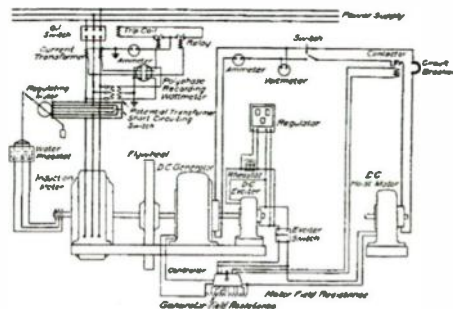 Power Supply
Oil
Switch
Trip Coil
Relay
Current
Transformer
Ammeter
Switch
Contactor
Circuit
Breaker
Ammeter
Voltmeter
Polyphase
Recording
Wattmeter
Regulating
Motor
Potential Transformer
Short Circuiting
Switch
Water
Rheostat
Induction
Motor
Flywheel
D.C. Generator
Regulator
Rheostat
DC
Exciter
DC
Hoist Motor
Exciter
Switch
Controller
Motor Field Resistance
Generator Field Resistance